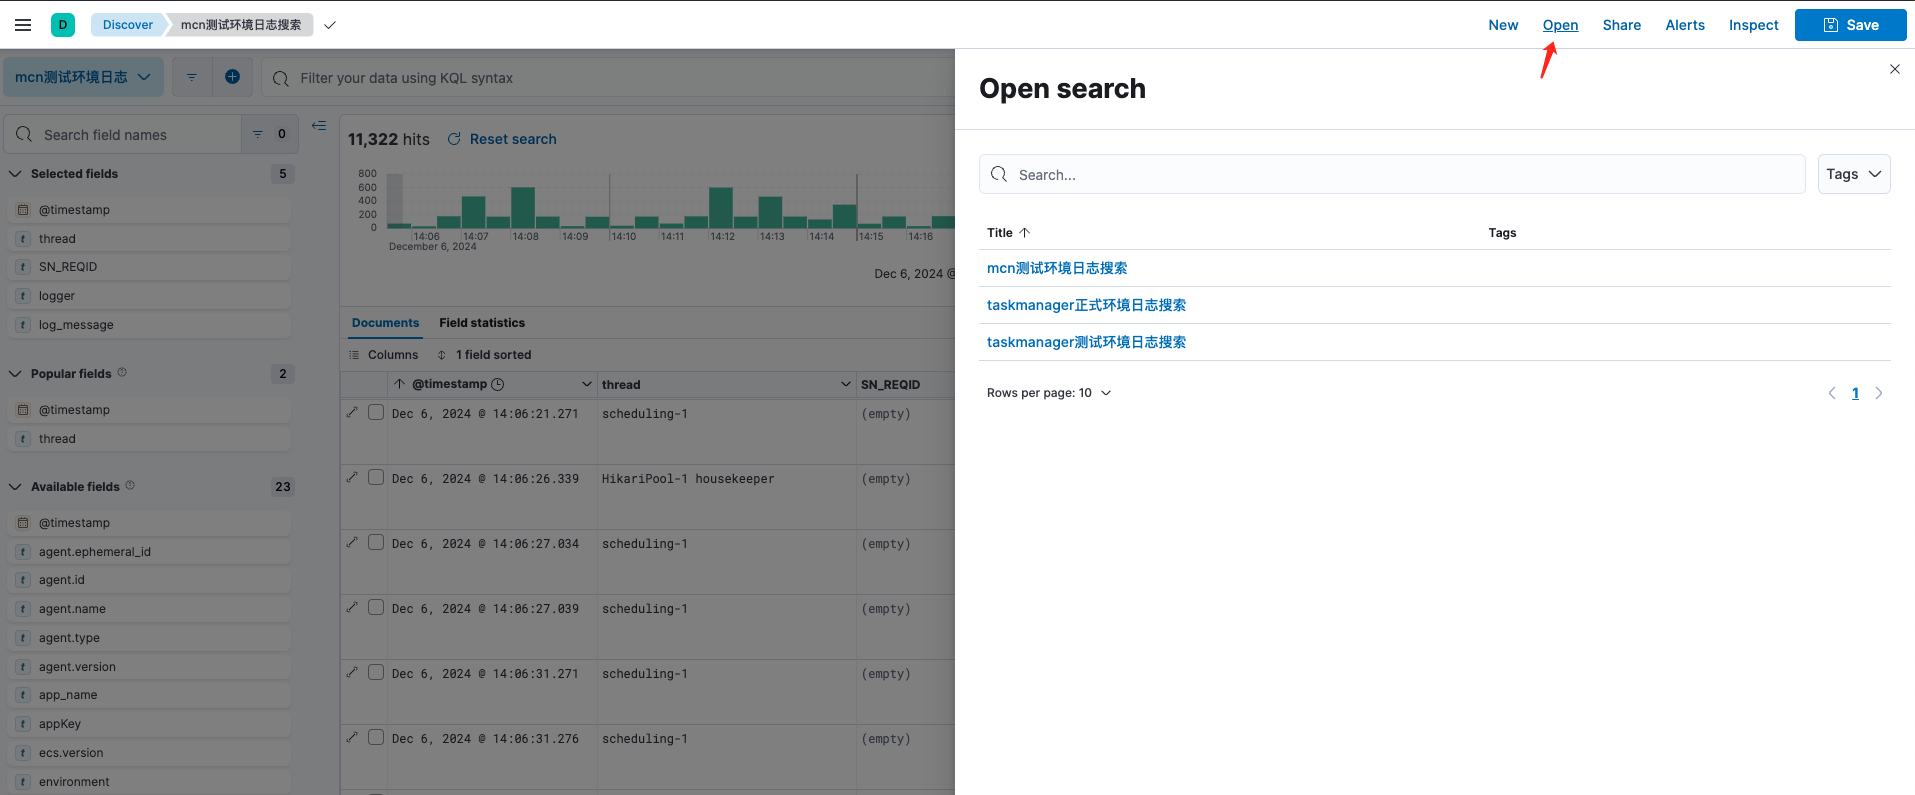 D Discover mcn测试环境日志搜索 New Open Share Alerts Inspect Save
mcn测试环境日志 Filter your data using KQL syntax
Search field names 0
Selected fields 5
@timestamp
t thread
t SN_REQID
t logger
t log_message
Popular fields 2
@timestamp
t thread
Available fields 23
@timestamp
t agent.ephemeral_id
t agent.id
t agent.name
t agent.type
t agent.version
t app_name
t appKey
t ecs.version
t environment
11,322 hits Reset search
800
600
400
200
0
14:06 14:07 14:08 14:09 14:10 14:11 14:12 14:13 14:14 14:15 14:16
December 6, 2024
Dec 6, 2024 @
Documents Field statistics
Columns 1 field sorted
@timestamp thread SN_REQID
Dec 6, 2024 @ 14:06:21.271 scheduling-1 (empty)
Dec 6, 2024 @ 14:06:26.339 HikariPool-1 housekeeper (empty)
Dec 6, 2024 @ 14:06:27.034 scheduling-1 (empty)
Dec 6, 2024 @ 14:06:27.039 scheduling-1 (empty)
Dec 6, 2024 @ 14:06:31.271 scheduling-1 (empty)
Dec 6, 2024 @ 14:06:31.276 scheduling-1 (empty)
Open search
Search... Tags
Title Tags
mcn测试环境日志搜索
taskmanager正式环境日志搜索
taskmanager测试环境日志搜索
Rows per page: 10 1